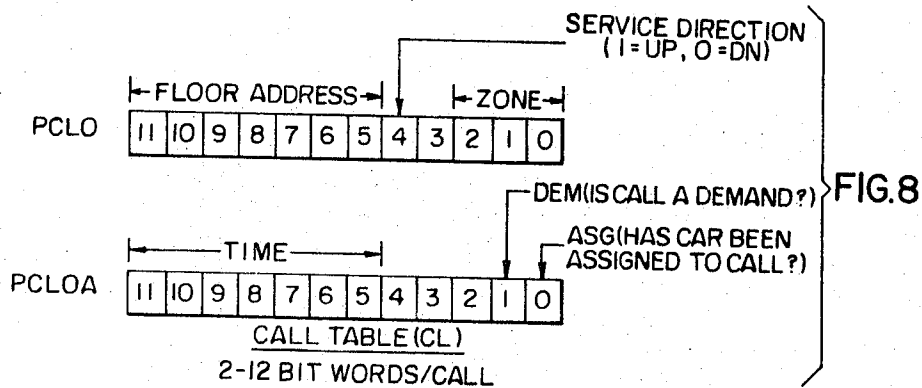 SERVICE DIRECTION
(1=UP, 0=DN)
FLOOR ADDRESS
ZONE
PCLO 11 10 9 8 7 6 5 4 3 2 1 0
FIG.8
DEM(IS CALL A DEMAND?)
ASG(HAS CAR BEEN
ASSIGNED TO CALL?)
TIME
PCLOA 11 10 9 8 7 6 5 4 3 2 1 0
CALL TABLE (CL)
2-12 BIT WORDS/CALL